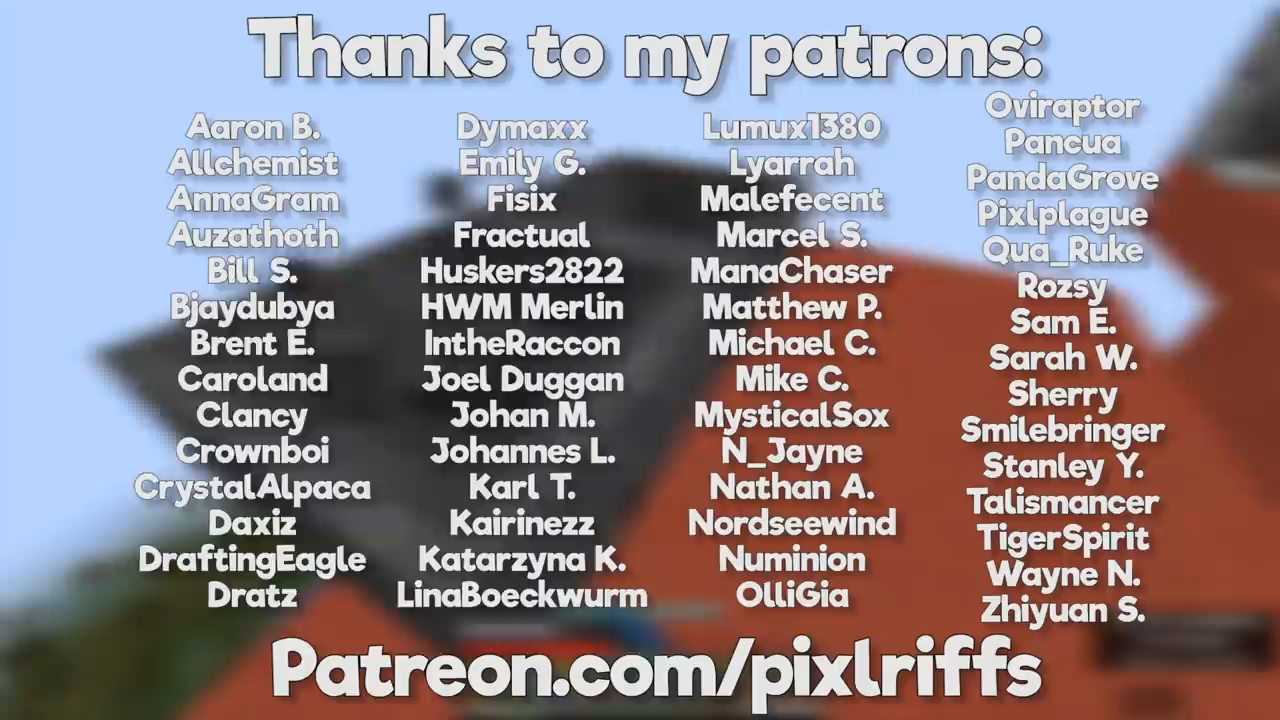 Thanks to my patrons:
Aaron B.
Allchemist
AnnaGram
Auzathoth
Bill S.
Bjaydubya
Brent E.
Caroland
Clancy
Crownboi
CrystalAlpaca
Daxiz
DraftingEagle
Dratz
Dymaxx
Emily G.
Fisix
Fractual
Huskers2822
HWM Merlin
IntheRaccon
Joel Duggan
Johan M.
Johannes L.
Karl T.
Kairinezz
Katarzyna K.
LinaBoeckwurm
Lumux1380
Lyarrah
Malefecent
Marcel S.
ManaChaser
Matthew P.
Michael C.
Mike C.
MysticalSox
N_Jayne
Nathan A.
Nordseewind
Numinion
OlliGia
Oviraptor
Pancua
PandaGrove
Pixlplague
Qua_Ruke
Rozsy
Sam E.
Sarah W.
Sherry
Smilebringer
Stanley Y.
Talismancer
TigerSpirit
Wayne N.
Zhiyuan S.
Patreon.com/pixlriffs